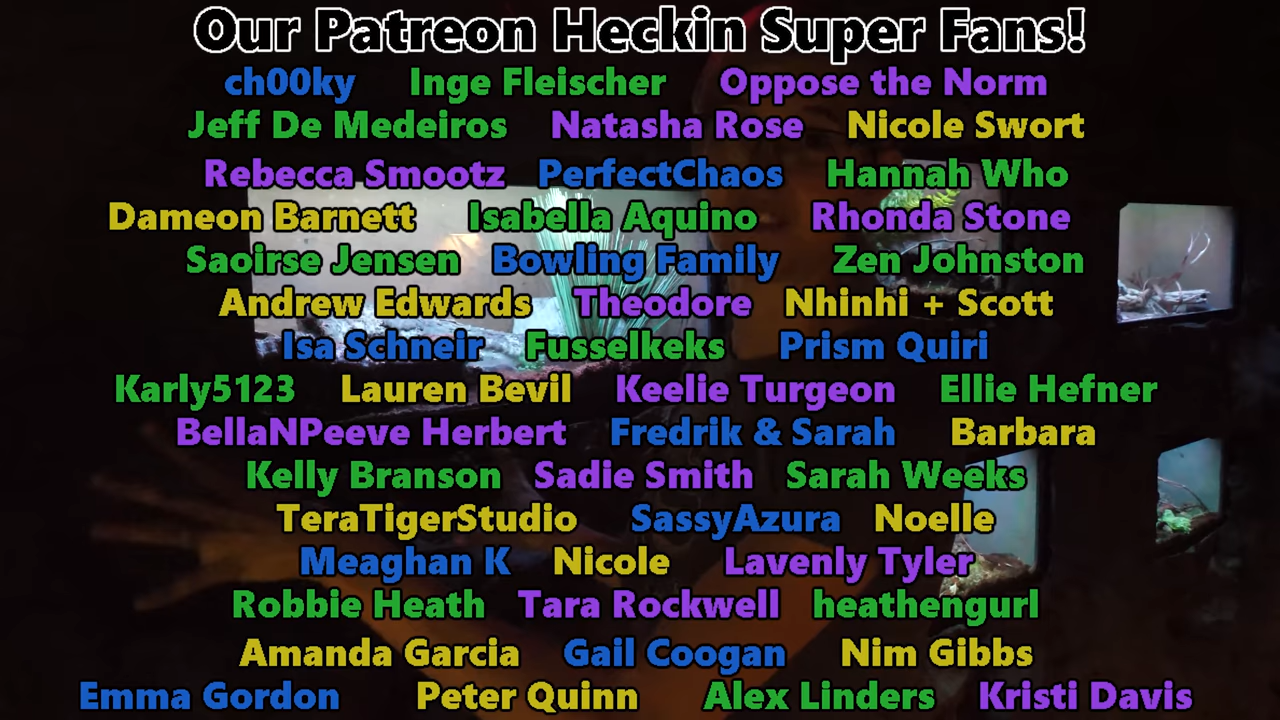 Our Patreon Heckin Super Fans!
ch00ky Inge Fleischer Oppose the Norm
Jeff De Medeiros Natasha Rose Nicole Swort
Rebecca Smootz PerfectChaos Hannah Who
Dameon Barnett Isabella Aquino Rhonda Stone
Saoirse Jensen Bowling Family Zen Johnston
Andrew Edwards Theodore Nhinhi + Scott
Isa Schneir Fusselkeks Prism Quiri
Karly5123 Lauren Bevil Keelie Turgeon Ellie Hefner
BellaNPeeve Herbert Fredrik & Sarah Barbara
Kelly Branson Sadie Smith Sarah Weeks
TeraTigerStudio SassyAzura Noelle
Meaghan K Nicole Lavenly Tyler
Robbie Heath Tara Rockwell heathengurl
Amanda Garcia Gail Coogan Nim Gibbs
Emma Gordon Peter Quinn Alex Linders Kristi Davis